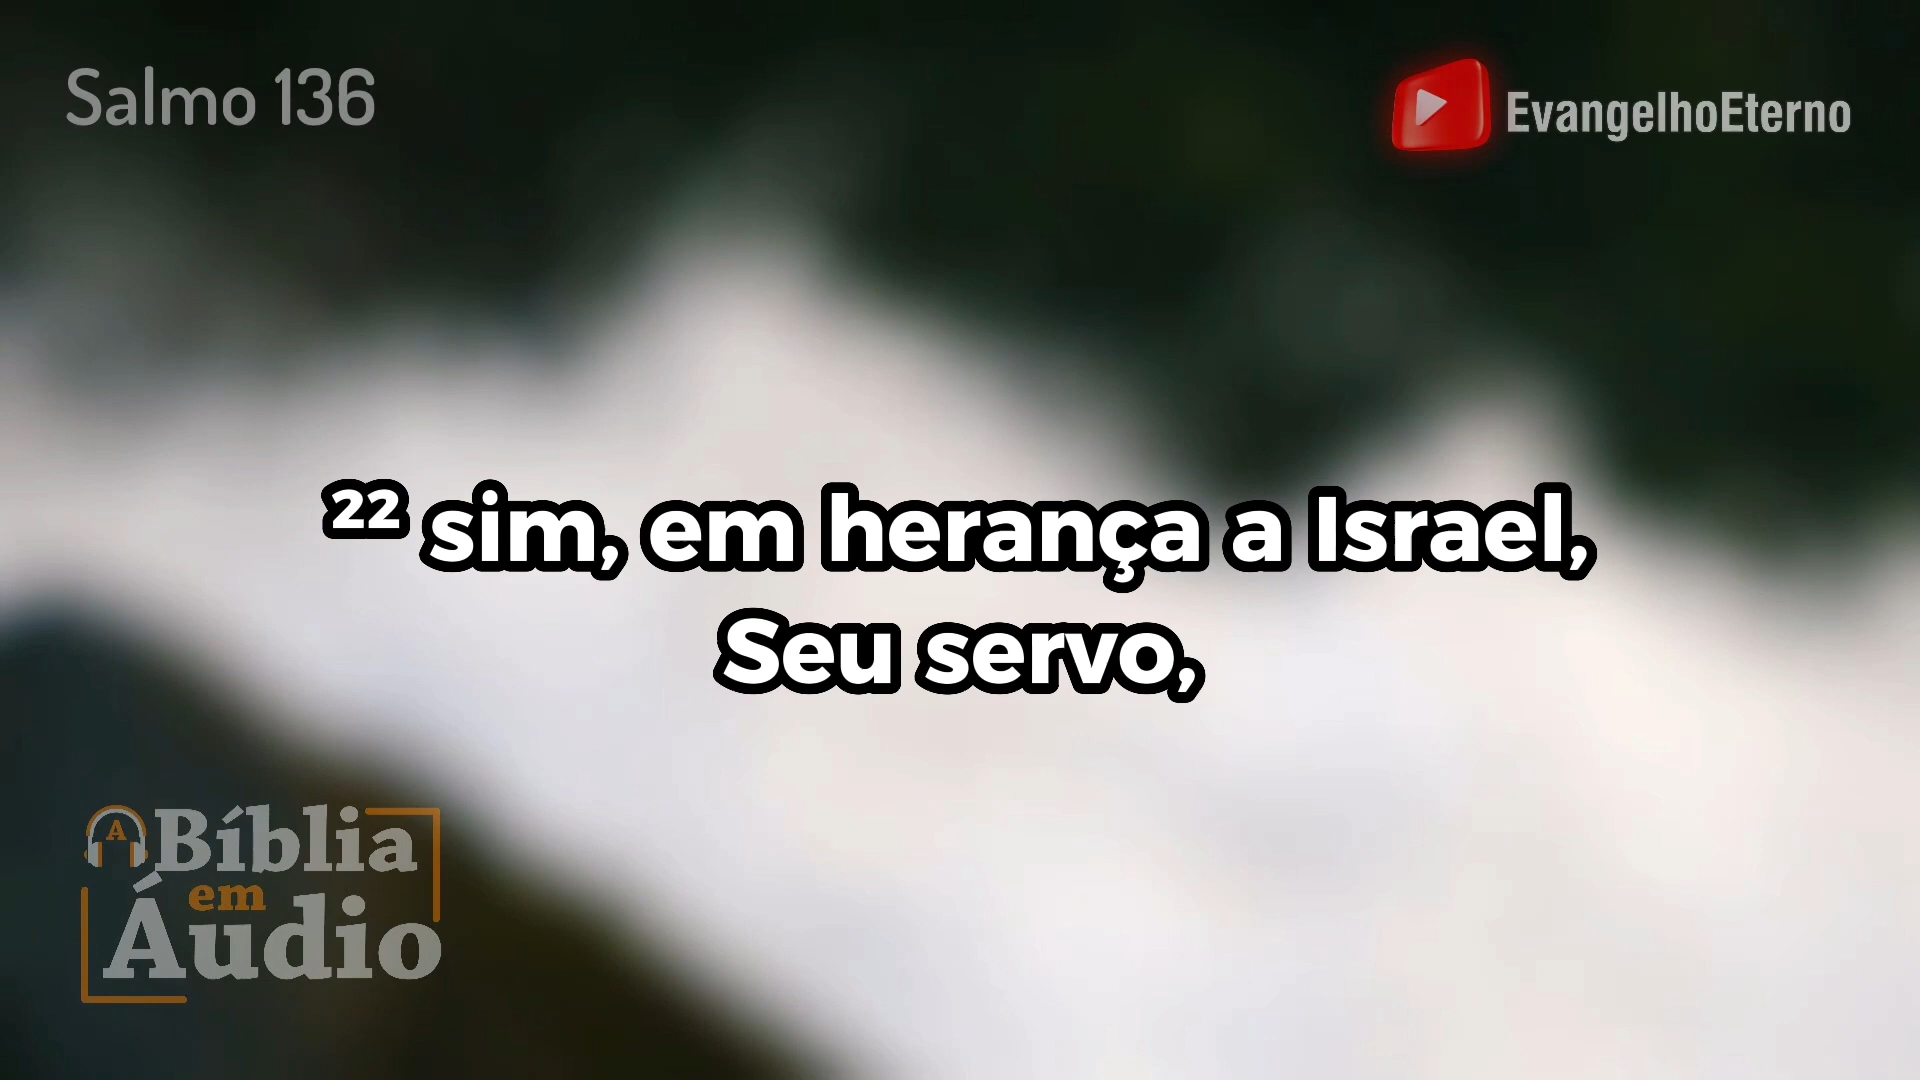 Salmo 136
EvangelhoEterno
²² sim, em herança a Israel,
Seu servo,
A Bíblia
em
Áudio